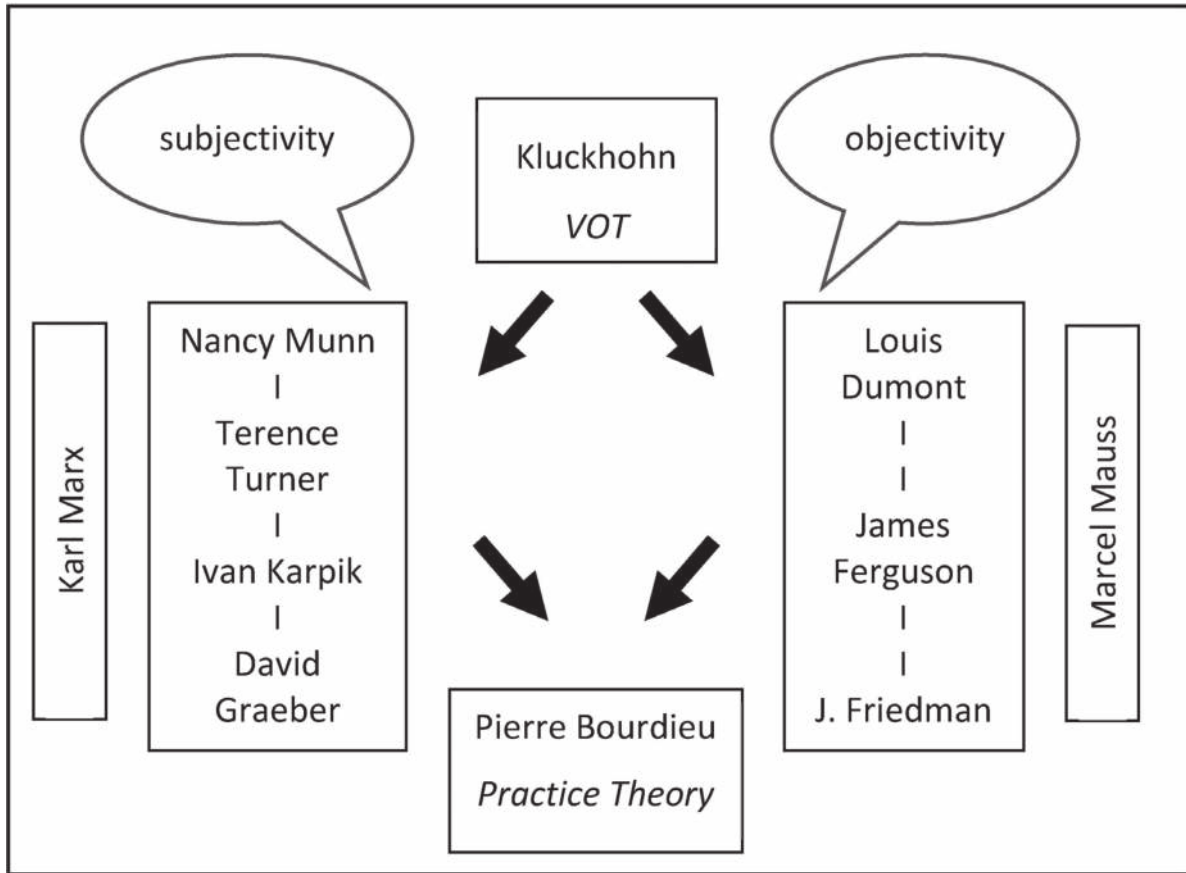 subjectivity
Kluckhohn
VOT
objectivity
Karl Marx
Nancy Munn
I
Terence
Turner
I
Ivan Karpik
I
David
Graeber
Louis
Dumont
I
I
James
Ferguson
I
I
J. Friedman
Marcel Mauss
Pierre Bourdieu
Practice Theory